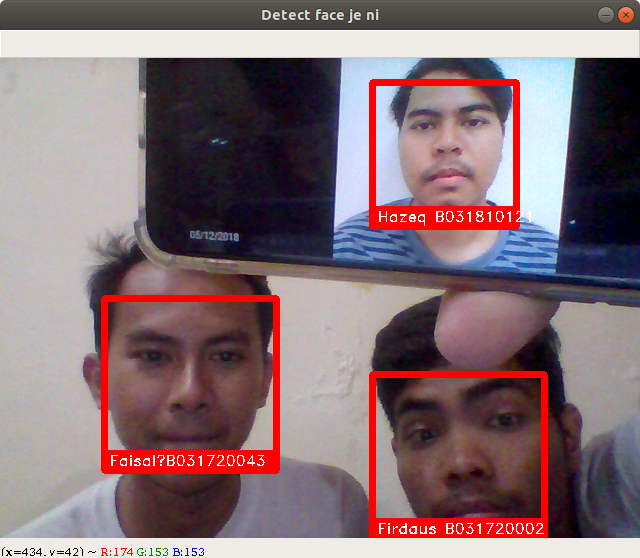 Detect face je ni
05/12/2018
Hazeq B031810121
Faisal?B031720043
Firdaus B031720002
(x=434, y=42) ~ R:174 G:153 B:153